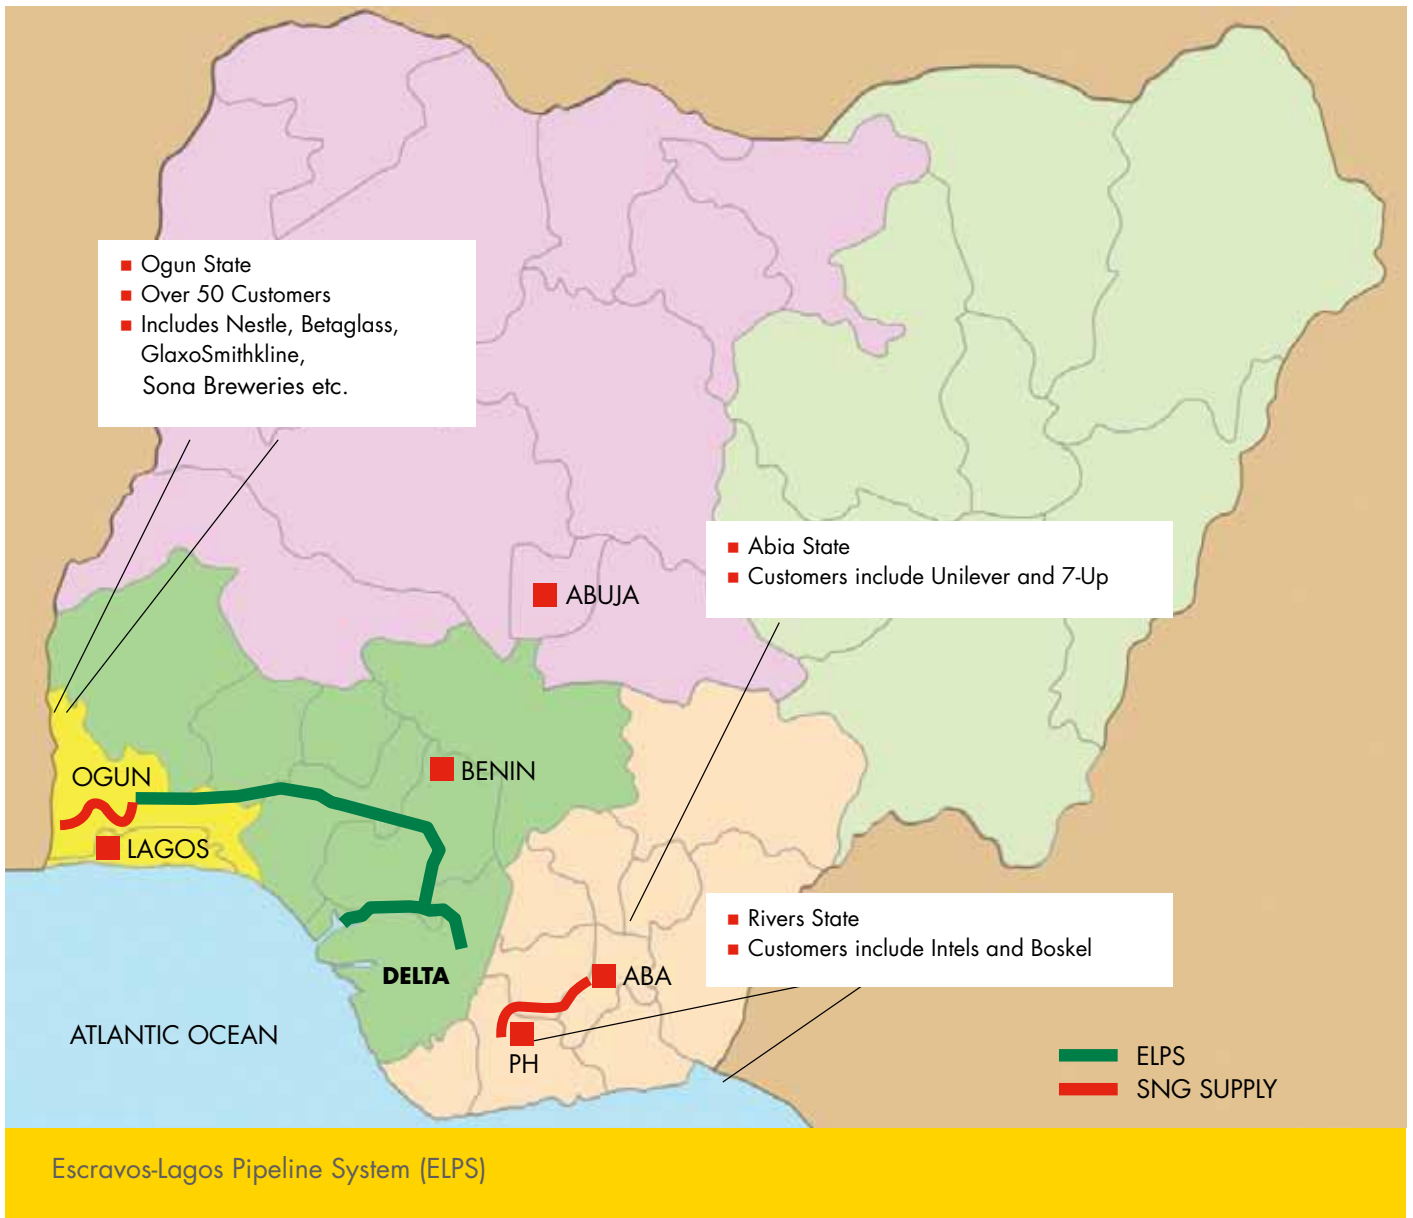 Ogun State
Over 50 Customers
Includes Nestle, Betaglass,
GlaxoSmithkline,
Sona Breweries etc.
Abia State
Customers include Unilever and 7-Up
ABUJA
OGUN
BENIN
LAGOS
Rivers State
Customers include Intels and Boskel
DELTA
ABA
ATLANTIC OCEAN
PH
ELPS
SNG SUPPLY
Escravos-Lagos Pipeline System (ELPS)